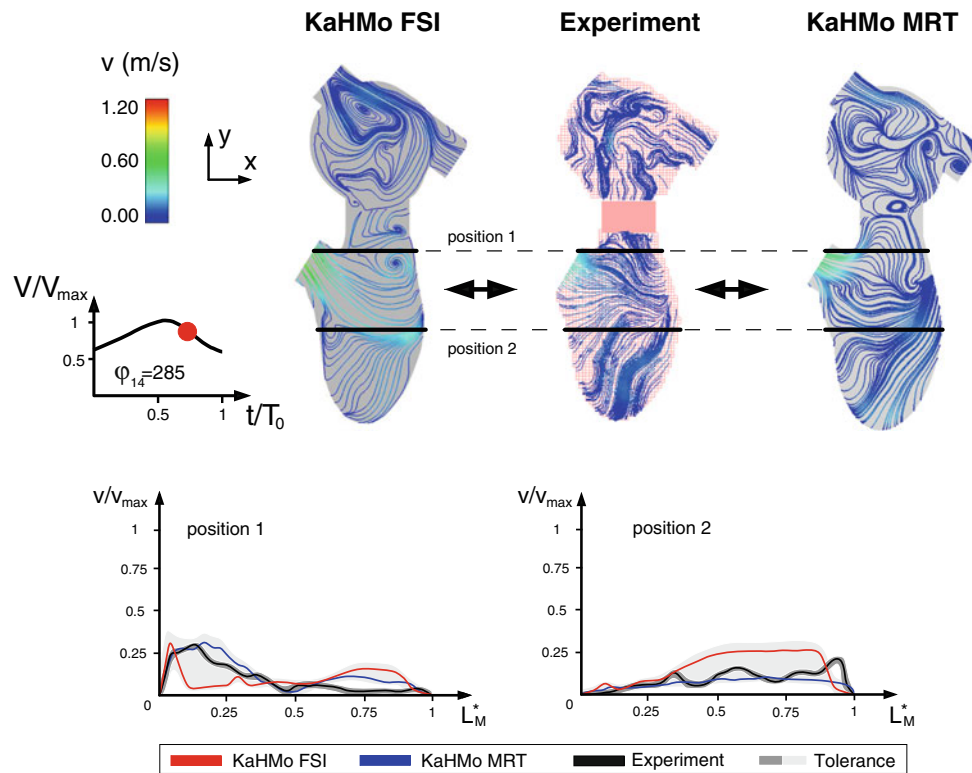 KaHMo FSI
Experiment
KaHMo MRT
v (m/s)
1.20
0.60
0.00
y
x
position 1
position 2
V/Vmax
1
0.5
φ14=285
0.5
1
t/T0
v/vmax
position 1
1
0.75
0.5
0.25
0
0.25
0.5
0.75
1
L*M
v/vmax
position 2
1
0.75
0.5
0.25
0
0.25
0.5
0.75
1
L*M
KaHMo FSI
KaHMo MRT
Experiment
Tolerance